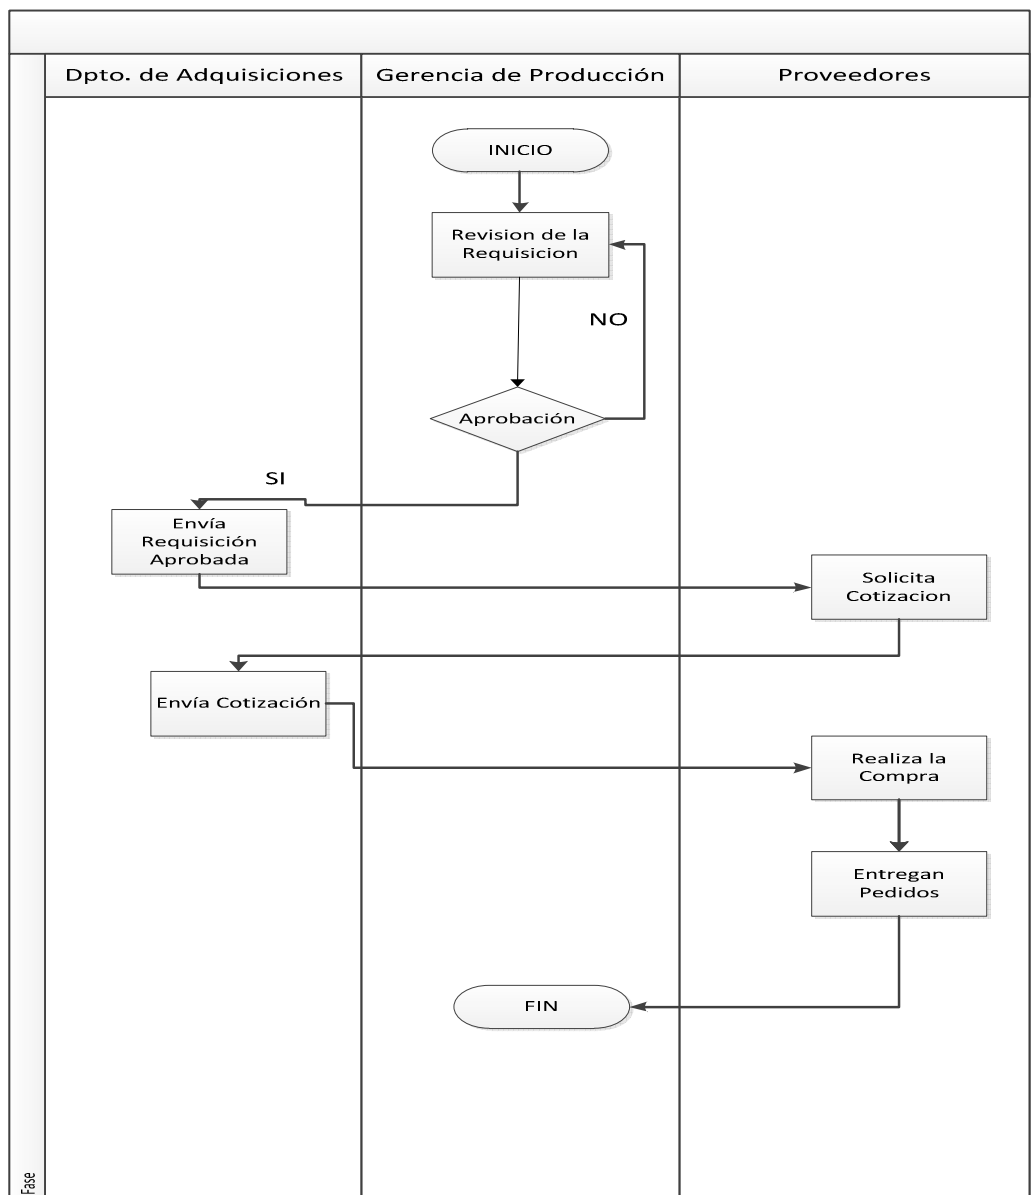 Dpto. de Adquisiciones
Gerencia de Producción
Proveedores
INICIO
Revision de la
Requisicion
NO
Aprobación
SI
Envía
Requisición
Aprobada
Solicita
Cotizacion
Envía Cotización
Realiza la
Compra
Entregan
Pedidos
FIN
Fase